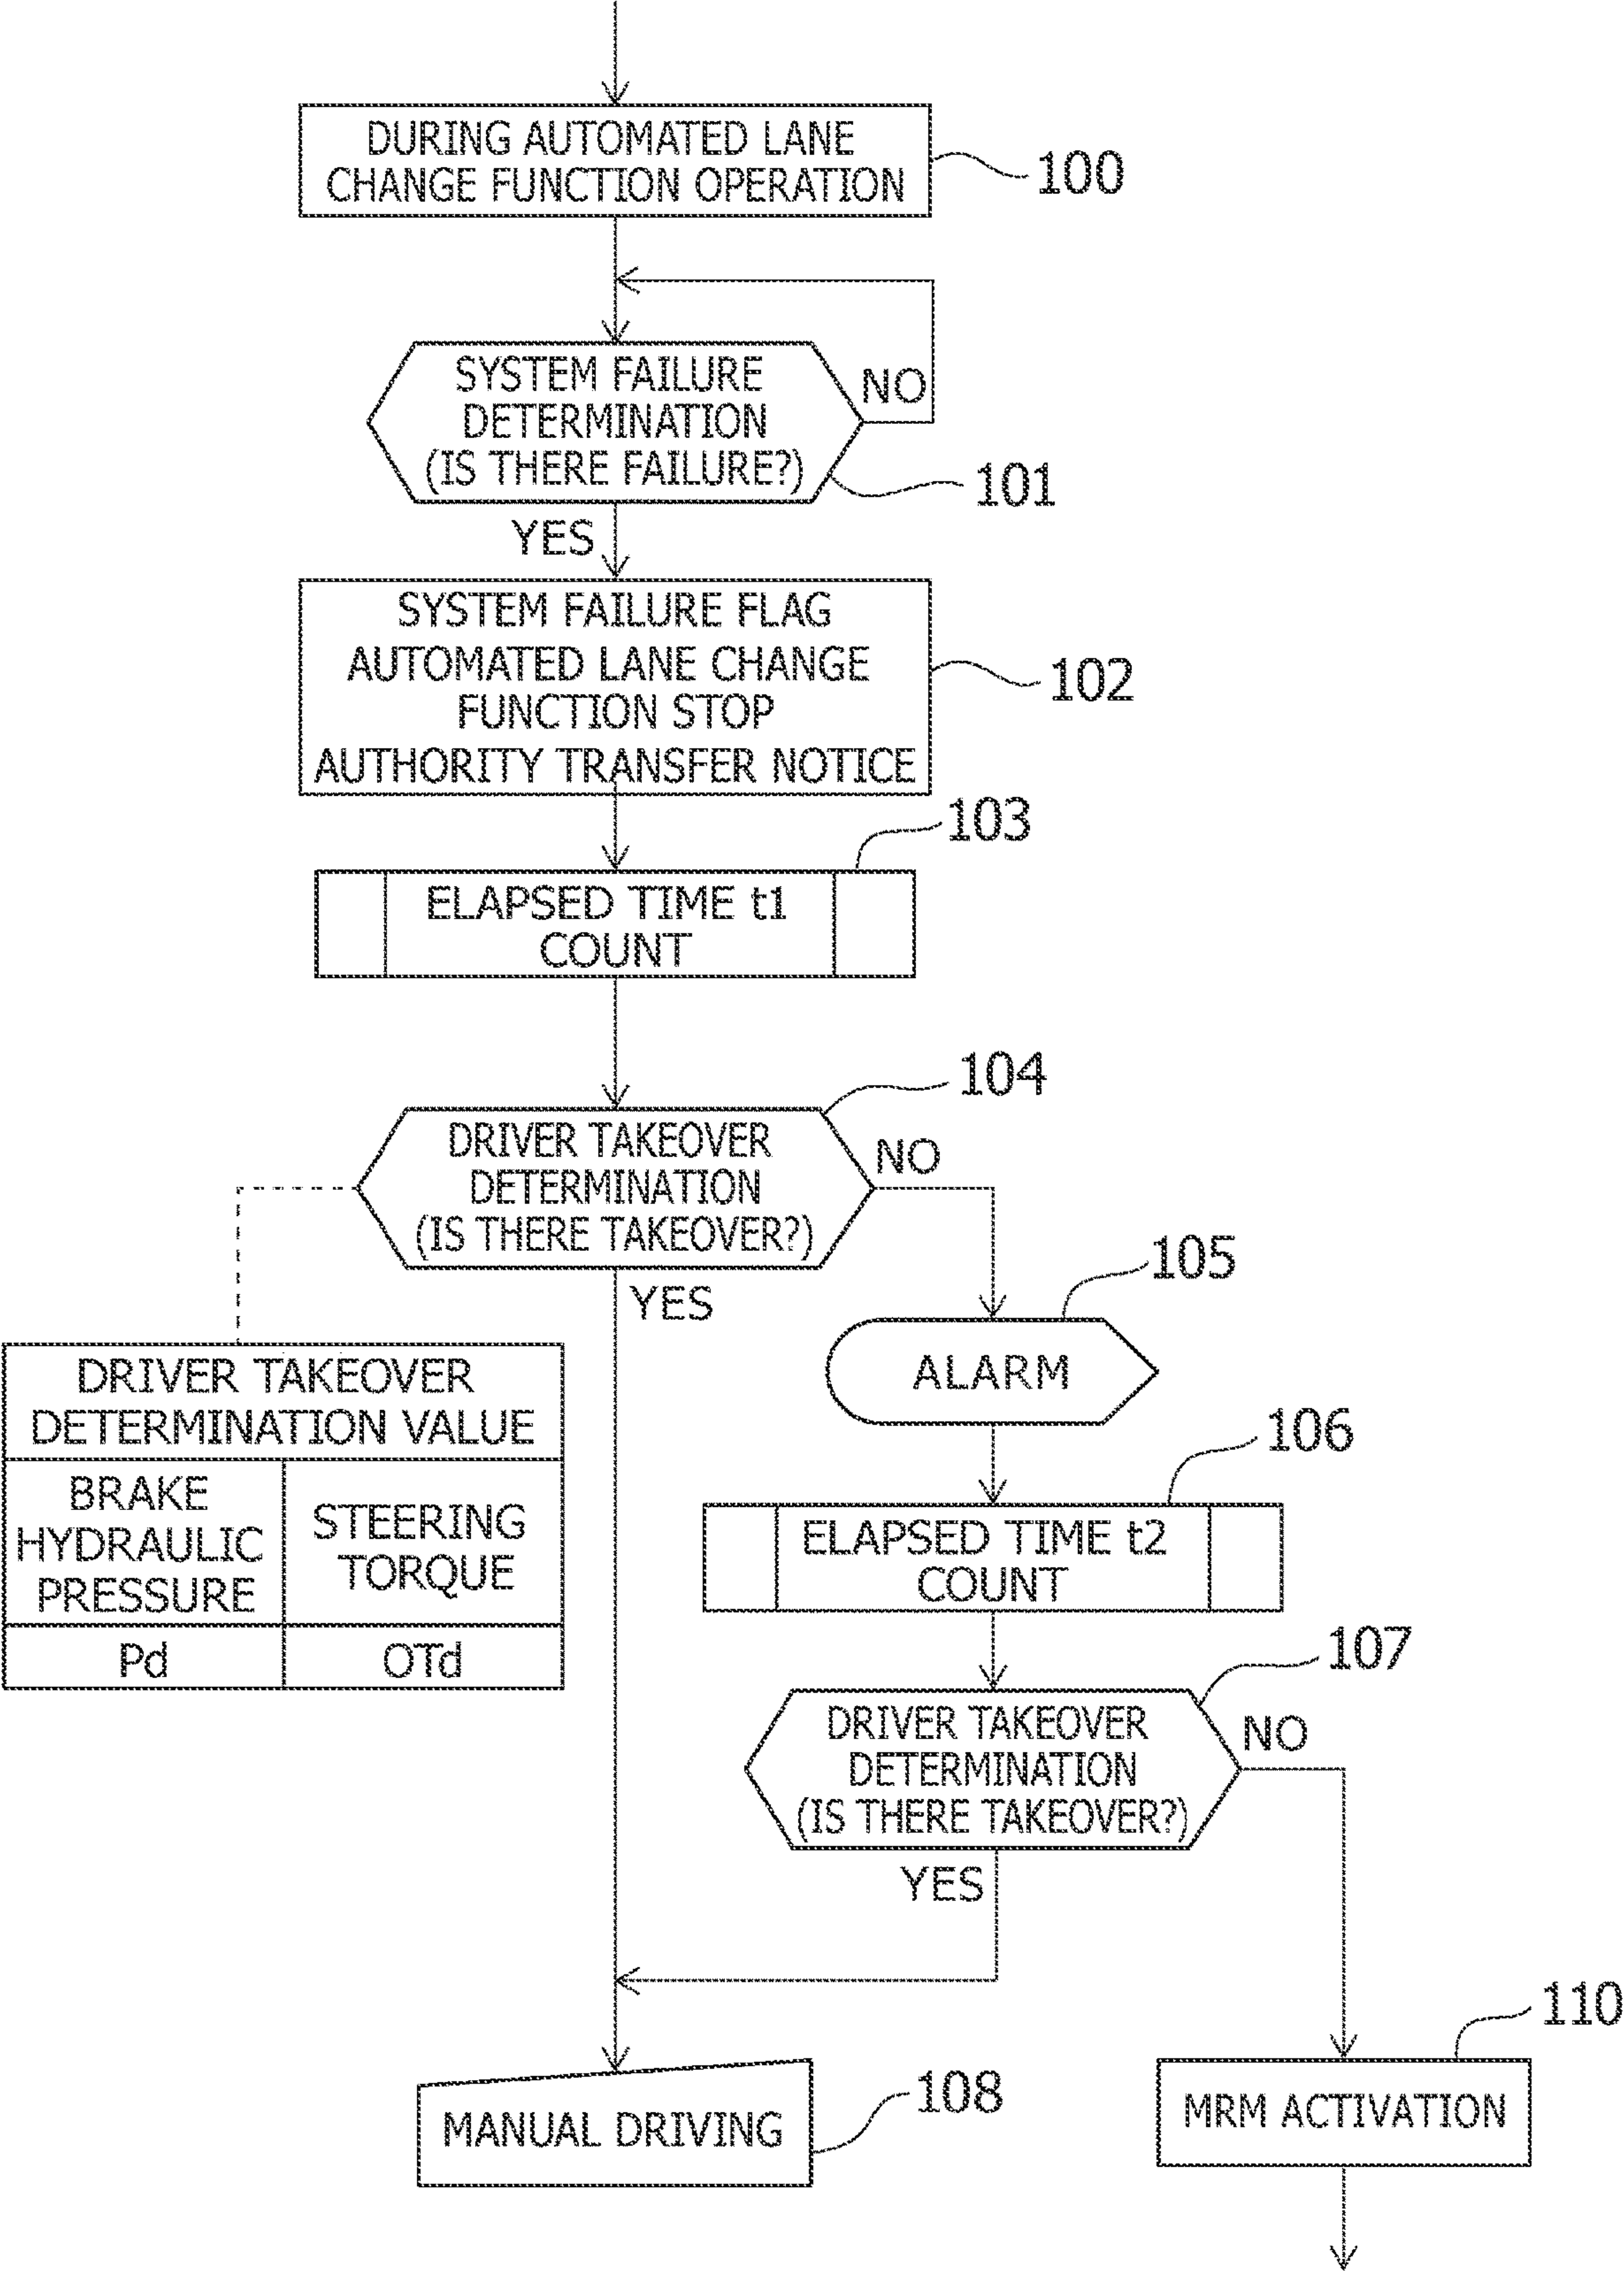 DURING AUTOMATED LANE
CHANGE FUNCTION OPERATION
100
NO
SYSTEM FAILURE
DETERMINATION
(IS THERE FAILURE?)
101
YES
SYSTEM FAILURE FLAG
AUTOMATED LANE CHANGE
FUNCTION STOP
AUTHORITY TRANSFER NOTICE
102
103
ELAPSED TIME t1
COUNT
104
DRIVER TAKEOVER
DETERMINATION
(IS THERE TAKEOVER?)
NO
YES
105
ALARM
DRIVER TAKEOVER
DETERMINATION VALUE
BRAKE
HYDRAULIC
PRESSURE
STEERING
TORQUE
Pd
OTd
106
ELAPSED TIME t2
COUNT
107
DRIVER TAKEOVER
DETERMINATION
(IS THERE TAKEOVER?)
NO
YES
108
MANUAL DRIVING
110
MRM ACTIVATION